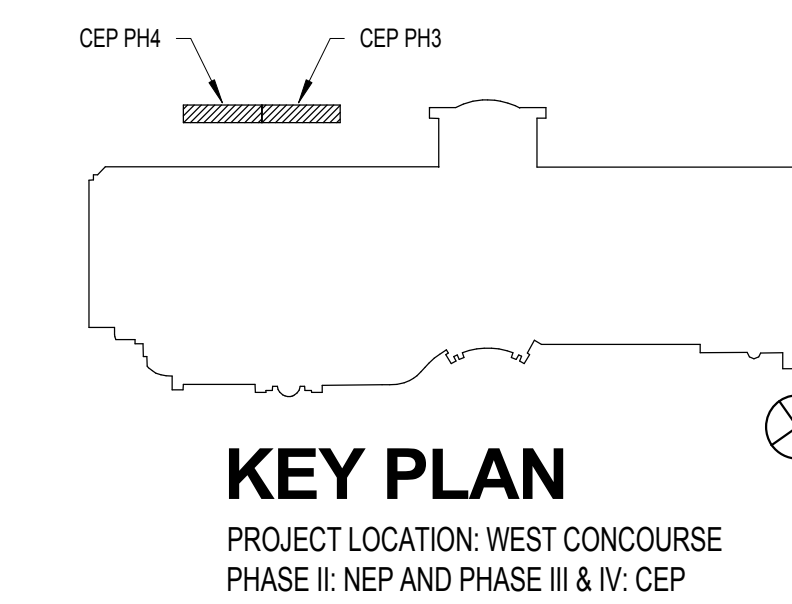 CEP PH4 CEP PH3
KEY PLAN
PROJECT LOCATION: WEST CONCOURSE
PHASE II: NEP AND PHASE III & IV: CEP